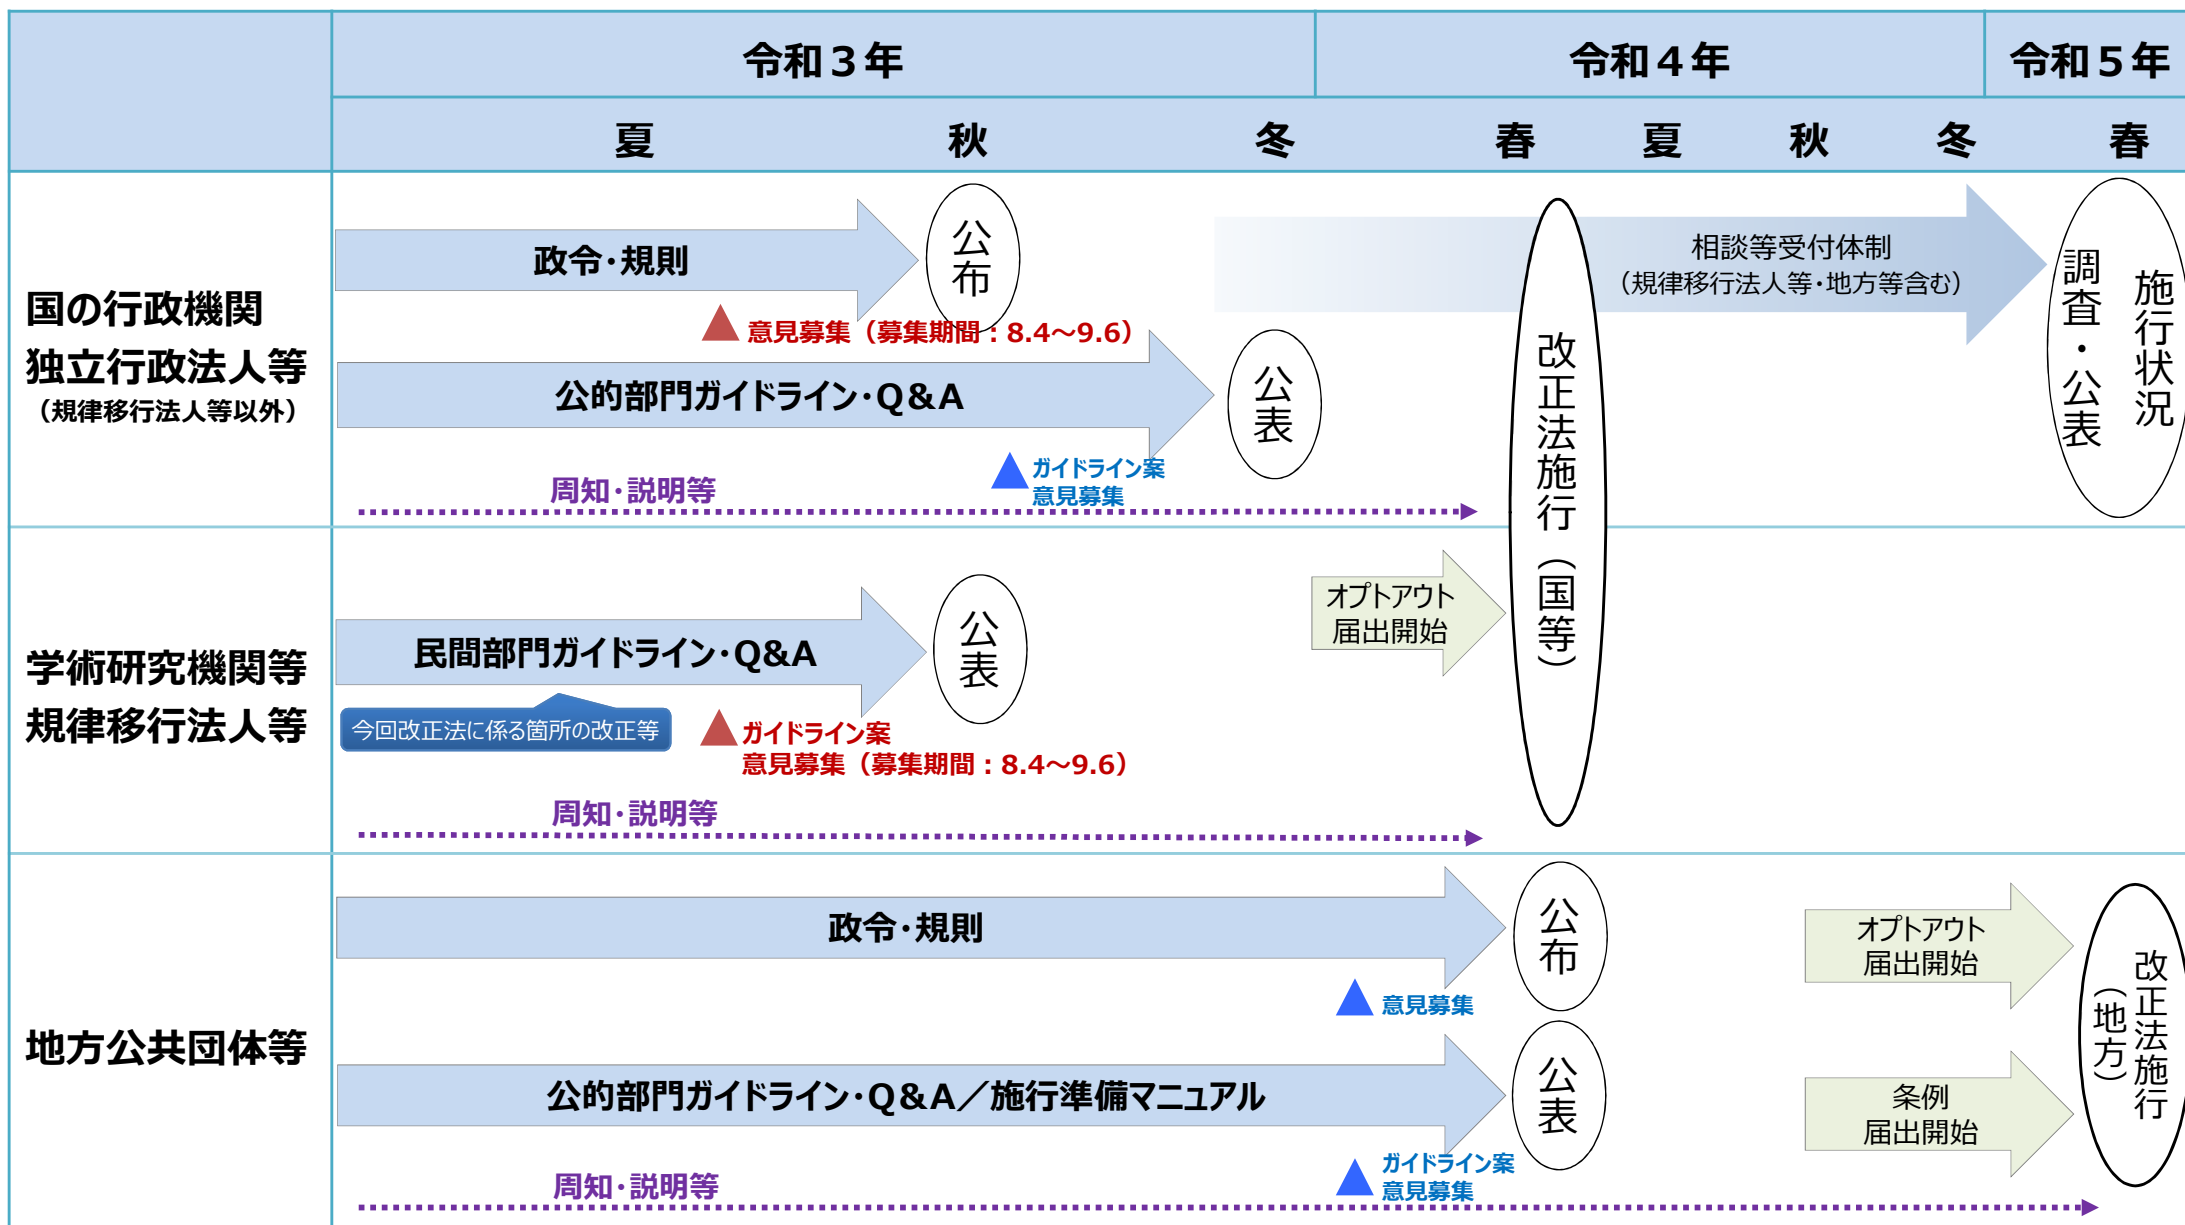 令和３年
令和４年
令和５年
夏
秋
冬
春
夏
秋
冬
春
国の行政機関
独立行政法人等
（規律移行法人等以外）
政令・規則
公布
意見募集（募集期間：8.4～9.6）
公的部門ガイドライン・Q&A
公表
ガイドライン案
意見募集
周知・説明等
相談等受付体制
（規律移行法人等・地方等含む）
施行状況
調査・公表
改正法施行（国等）
学術研究機関等
規律移行法人等
民間部門ガイドライン・Q&A
公表
今回改正法に係る箇所の改正等
ガイドライン案
意見募集（募集期間：8.4～9.6）
オプトアウト
届出開始
周知・説明等
地方公共団体等
政令・規則
公布
意見募集
公的部門ガイドライン・Q&A／施行準備マニュアル
公表
ガイドライン案
意見募集
周知・説明等
オプトアウト
届出開始
条例
届出開始
改正法施行
（地方）